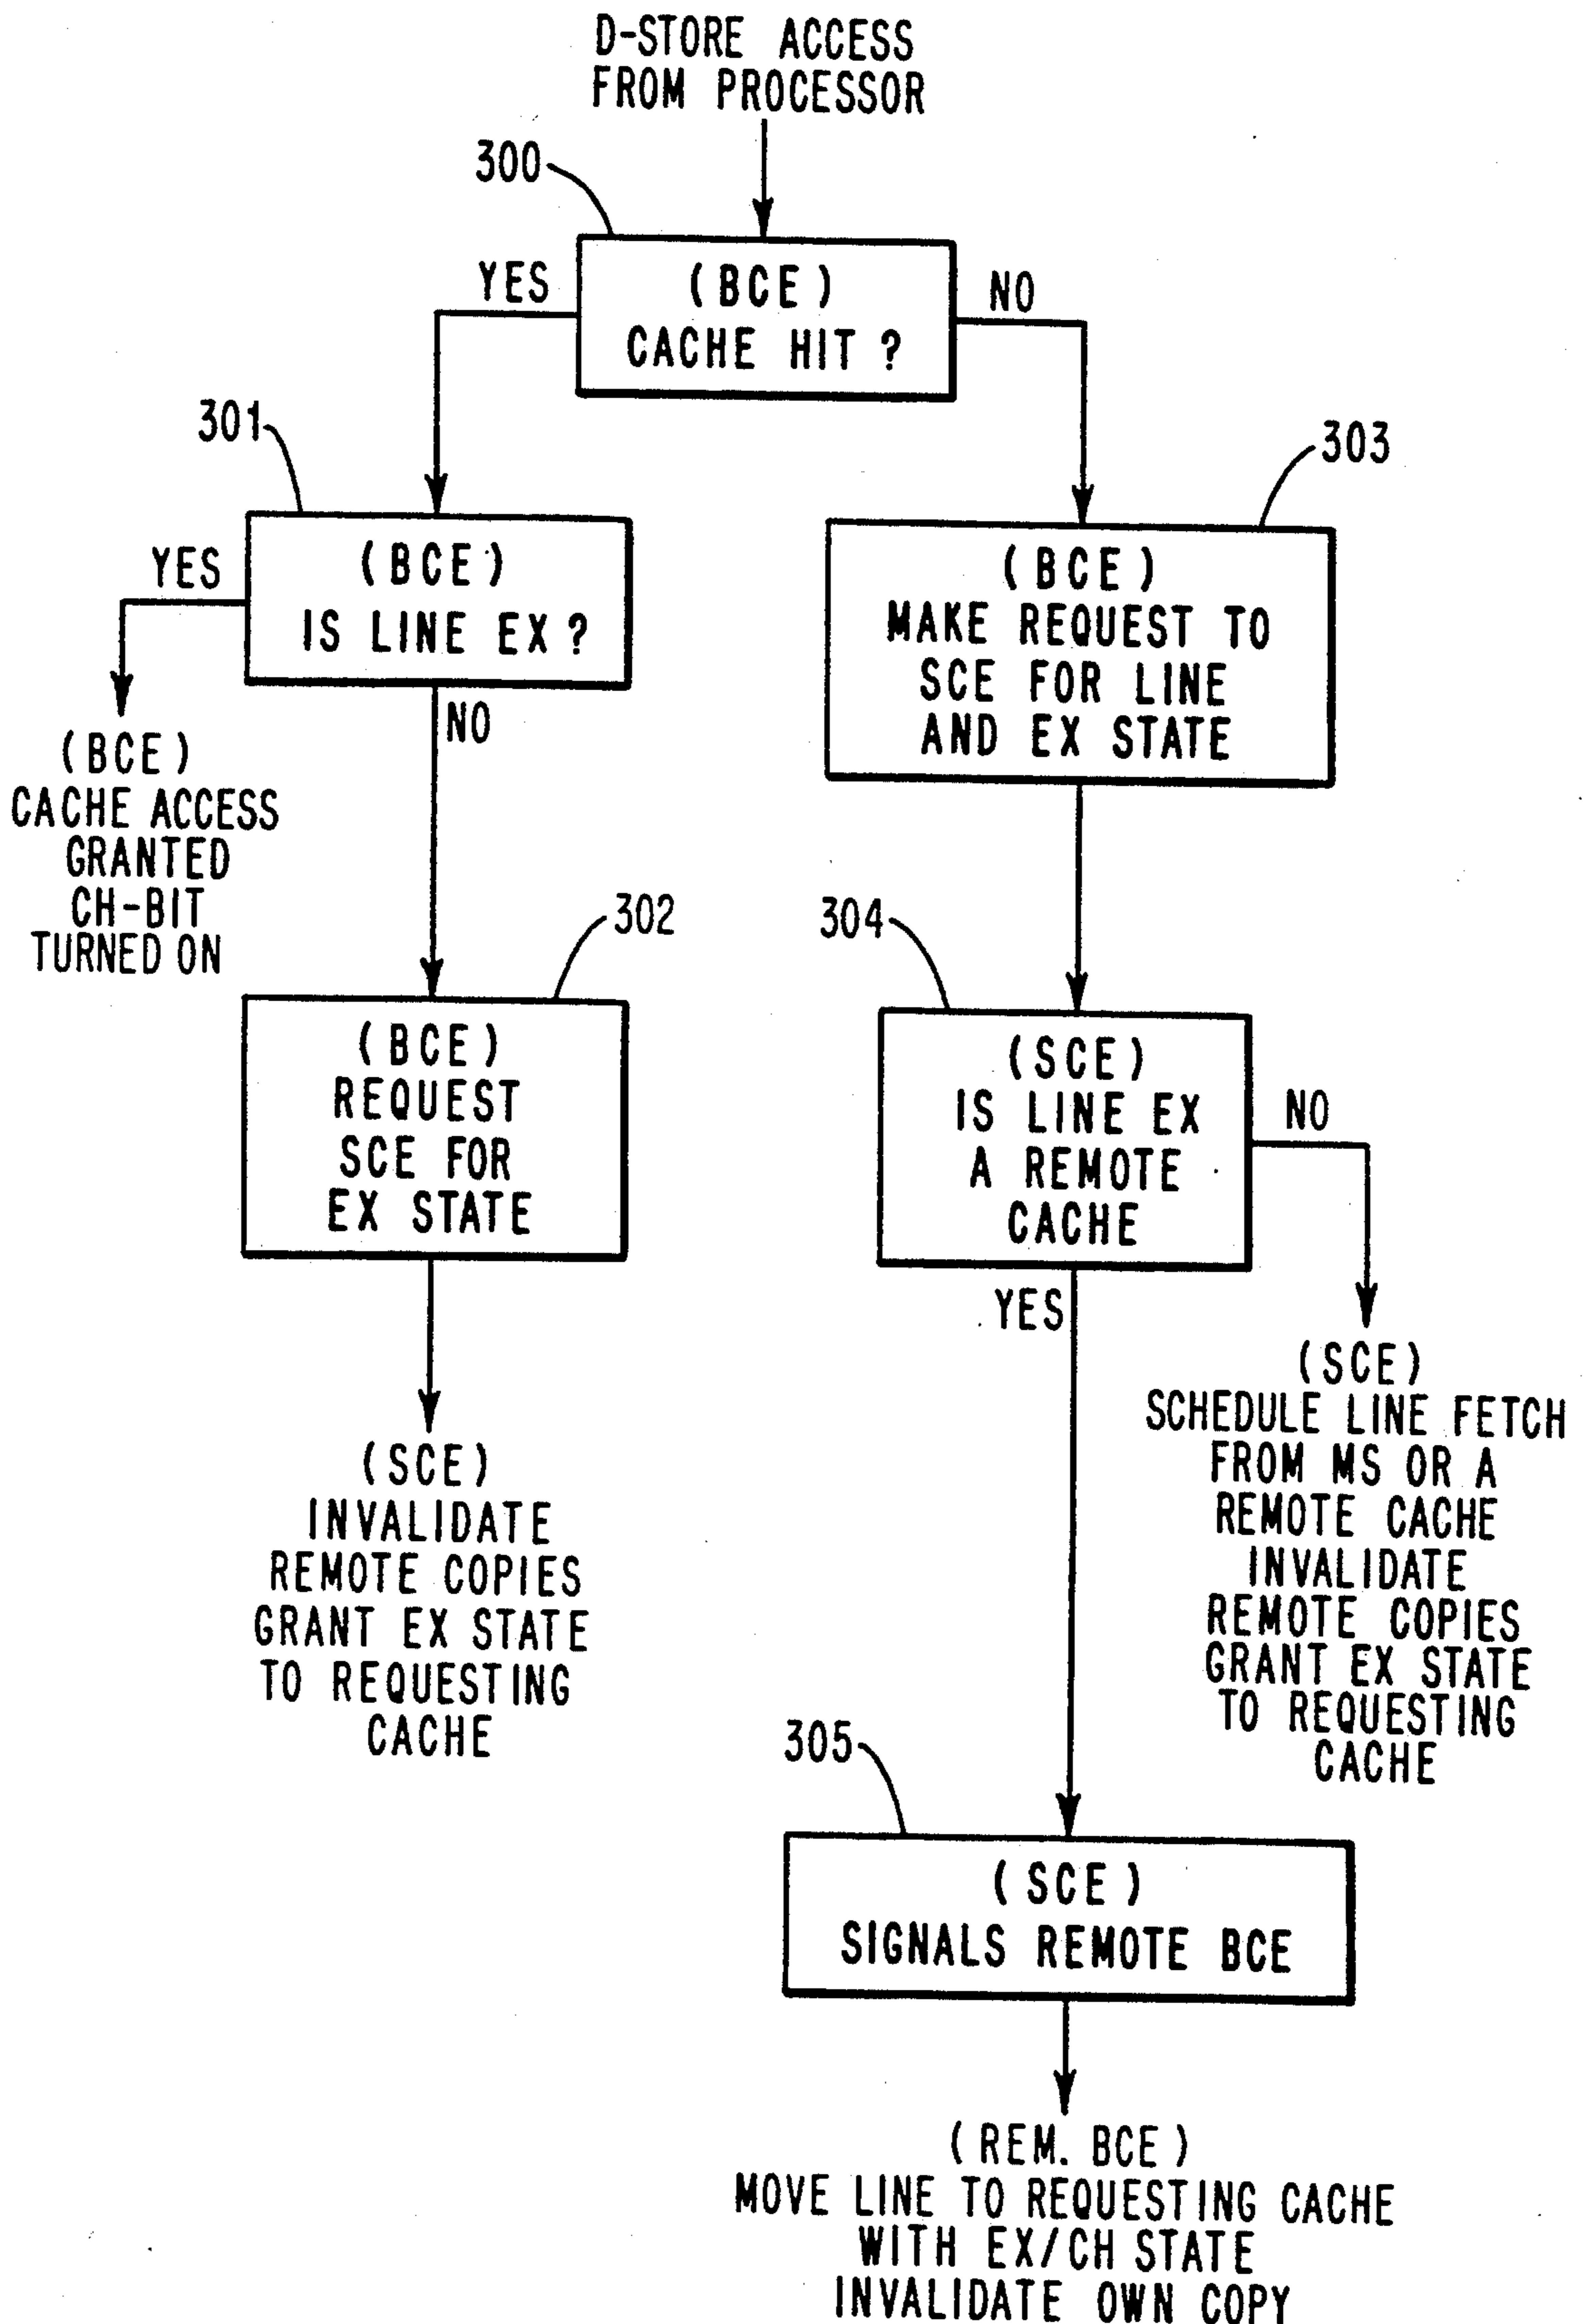 D-STORE ACCESS
FROM PROCESSOR
300
(BCE)
CACHE HIT ?
YES
NO
301
(BCE)
IS LINE EX ?
YES
NO
(BCE)
CACHE ACCESS
GRANTED
CH-BIT
TURNED ON
302
(BCE)
REQUEST
SCE FOR
EX STATE
(SCE)
INVALIDATE
REMOTE COPIES
GRANT EX STATE
TO REQUESTING
CACHE
303
(BCE)
MAKE REQUEST TO
SCE FOR LINE
AND EX STATE
304
(SCE)
IS LINE EX
A REMOTE
CACHE
NO
YES
(SCE)
SCHEDULE LINE FETCH
FROM MS OR A
REMOTE CACHE
INVALIDATE
REMOTE COPIES
GRANT EX STATE
TO REQUESTING
CACHE
305
(SCE)
SIGNALS REMOTE BCE
(REM. BCE)
MOVE LINE TO REQUESTING CACHE
WITH EX/CH STATE
INVALIDATE OWN COPY